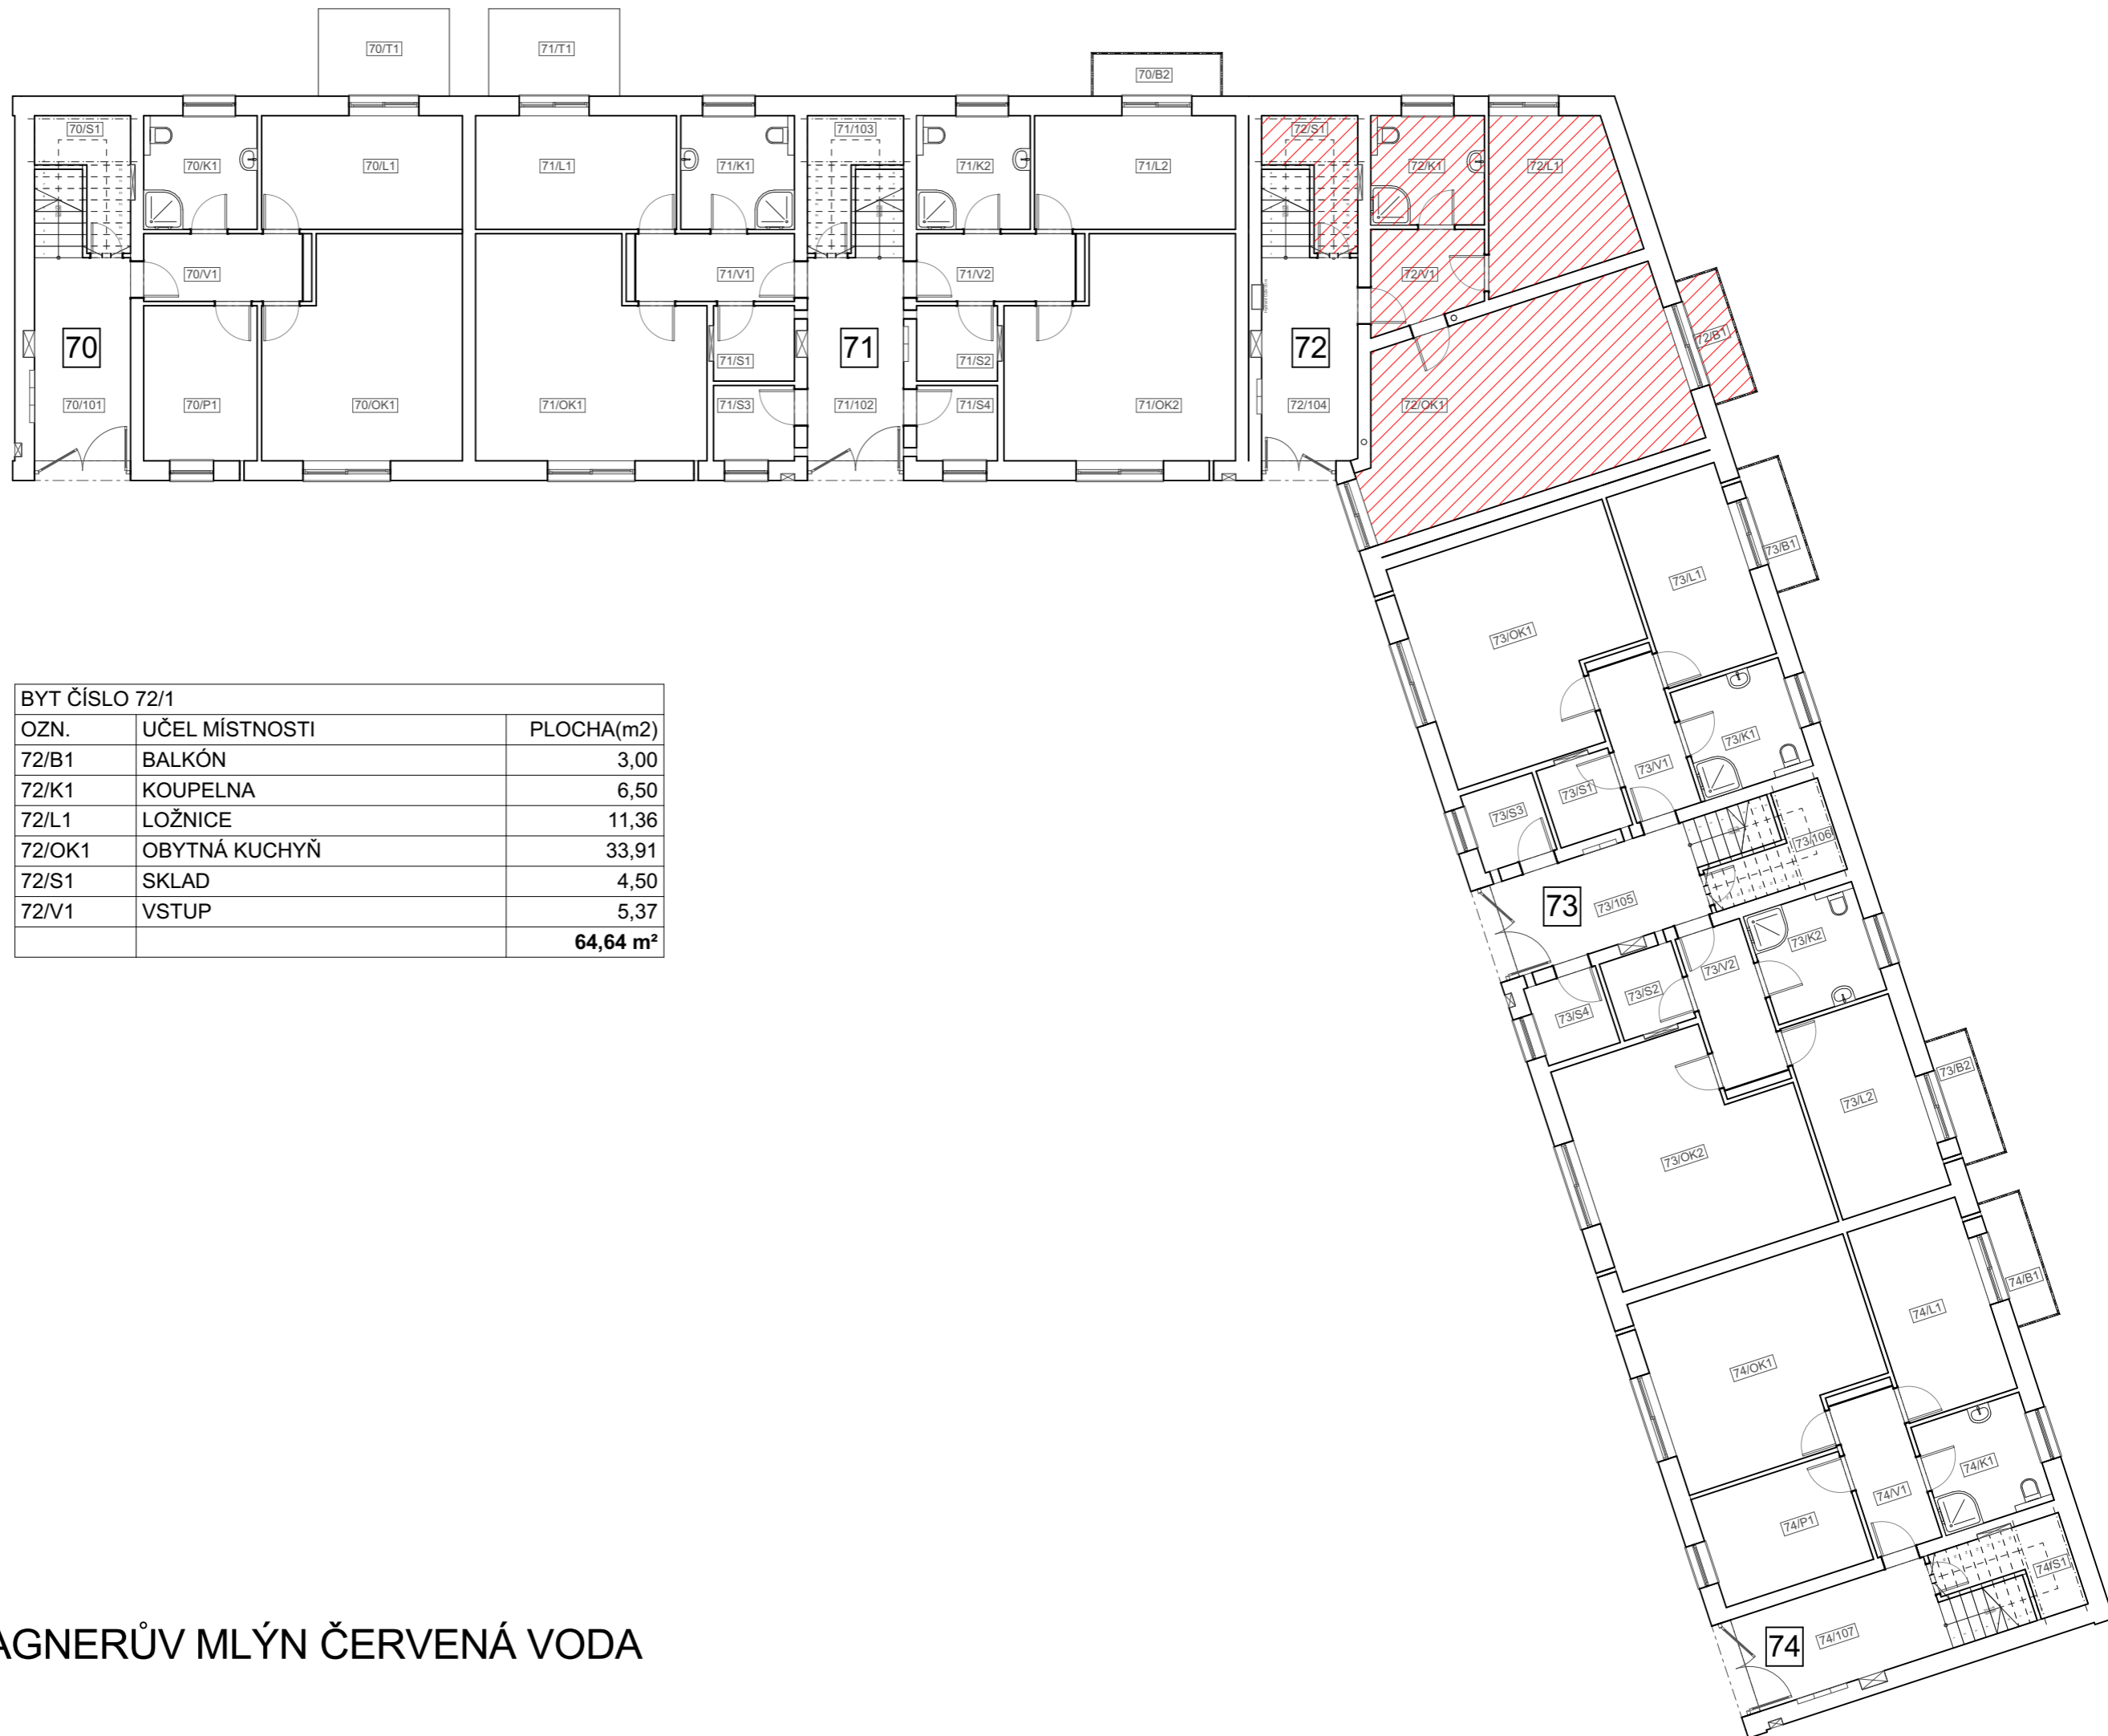 70/T1
71/T1
70/B2
70/S1
70/K1
70/L1
71/L1
71/K1
71/103
71/K2
71/L2
72/S1
72/K1
72/L1
70/V1
71/V1
71/V2
72/V1
72/B1
70
71
72
71/S1
71/S2
70/101
70/P1
70/OK1
71/OK1
71/S3
71/102
71/S4
71/OK2
72/104
72/OK1
73/B1
73/L1
73/OK1
73/K1
73/V1
73/S1
73/S3
73/106
73
73/105
73/K2
73/V2
73/S2
73/S4
73/B2
73/L2
73/OK2
74/B1
74/L1
74/OK1
74/K1
74/V1
74/P1
74/S1
74
74/107
BYT ČÍSLO 72/1
OZN. UČEL MÍSTNOSTI PLOCHA(m2)
72/B1 BALKÓN 3,00
72/K1 KOUPELNA 6,50
72/L1 LOŽNICE 11,36
72/OK1 OBYTNÁ KUCHYŇ 33,91
72/S1 SKLAD 4,50
72/V1 VSTUP 5,37
64,64 m²
AGNERŮV MLÝN ČERVENÁ VODA